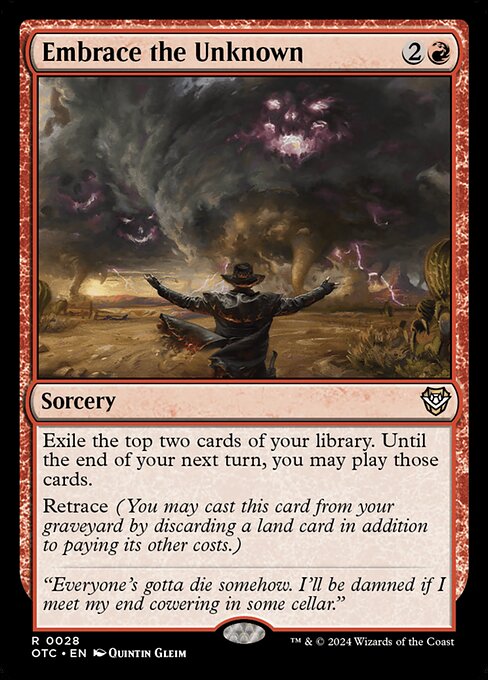 Embrace the Unknown 2
Sorcery
Exile the top two cards of your library. Until
the end of your next turn, you may play those
cards.
Retrace (You may cast this card from your
graveyard by discarding a land card in addition
to paying its other costs.)
“Everyone’s gotta die somehow. I’ll be damned if I
meet my end cowering in some cellar.”
R 0028
OTC • EN Quintin Gleim
™ & © 2024 Wizards of the Coast